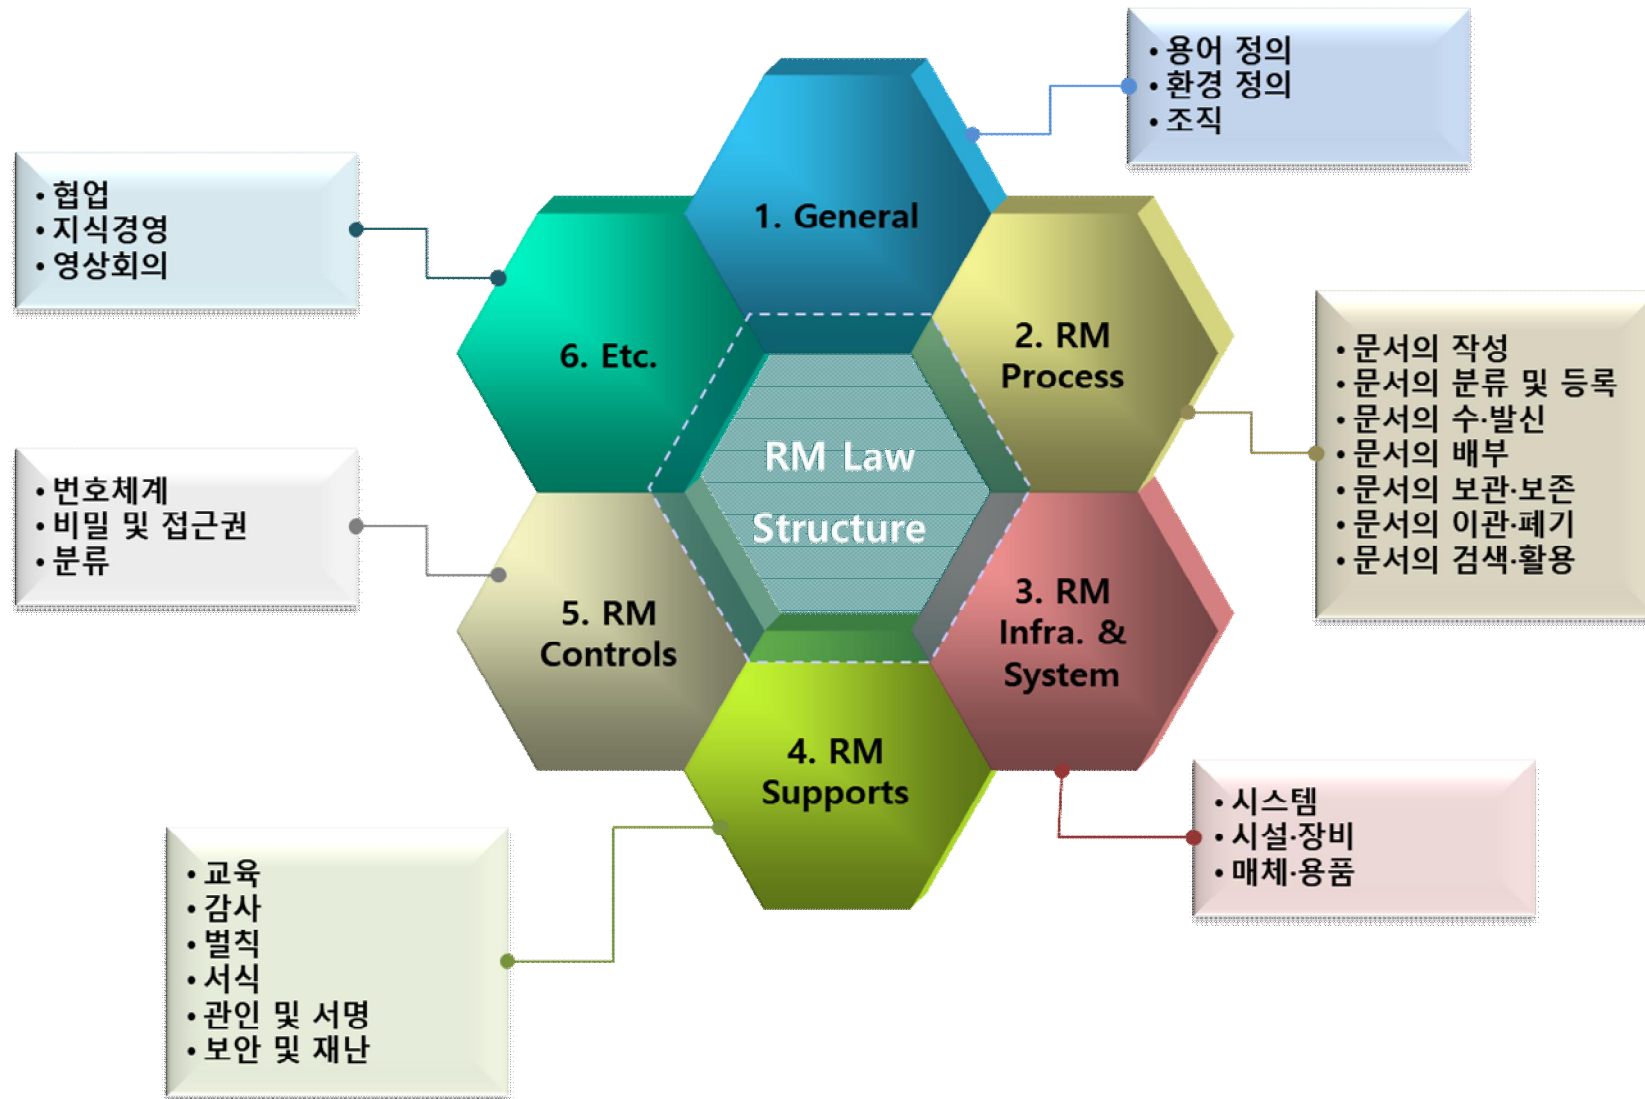 RM Law
Structure
1. General
• 용어 정의
• 환경 정의
• 조직
2. RM
Process
• 문서의 작성
• 문서의 분류 및 등록
• 문서의 수·발신
• 문서의 배부
• 문서의 보관·보존
• 문서의 이관·폐기
• 문서의 검색·활용
3. RM
Infra. &
System
• 시스템
• 시설·장비
• 매체·용품
4. RM
Supports
• 교육
• 감사
• 벌칙
• 서식
• 관인 및 서명
• 보안 및 재난
5. RM
Controls
• 번호체계
• 비밀 및 접근권
• 분류
6. Etc.
• 협업
• 지식경영
• 영상회의